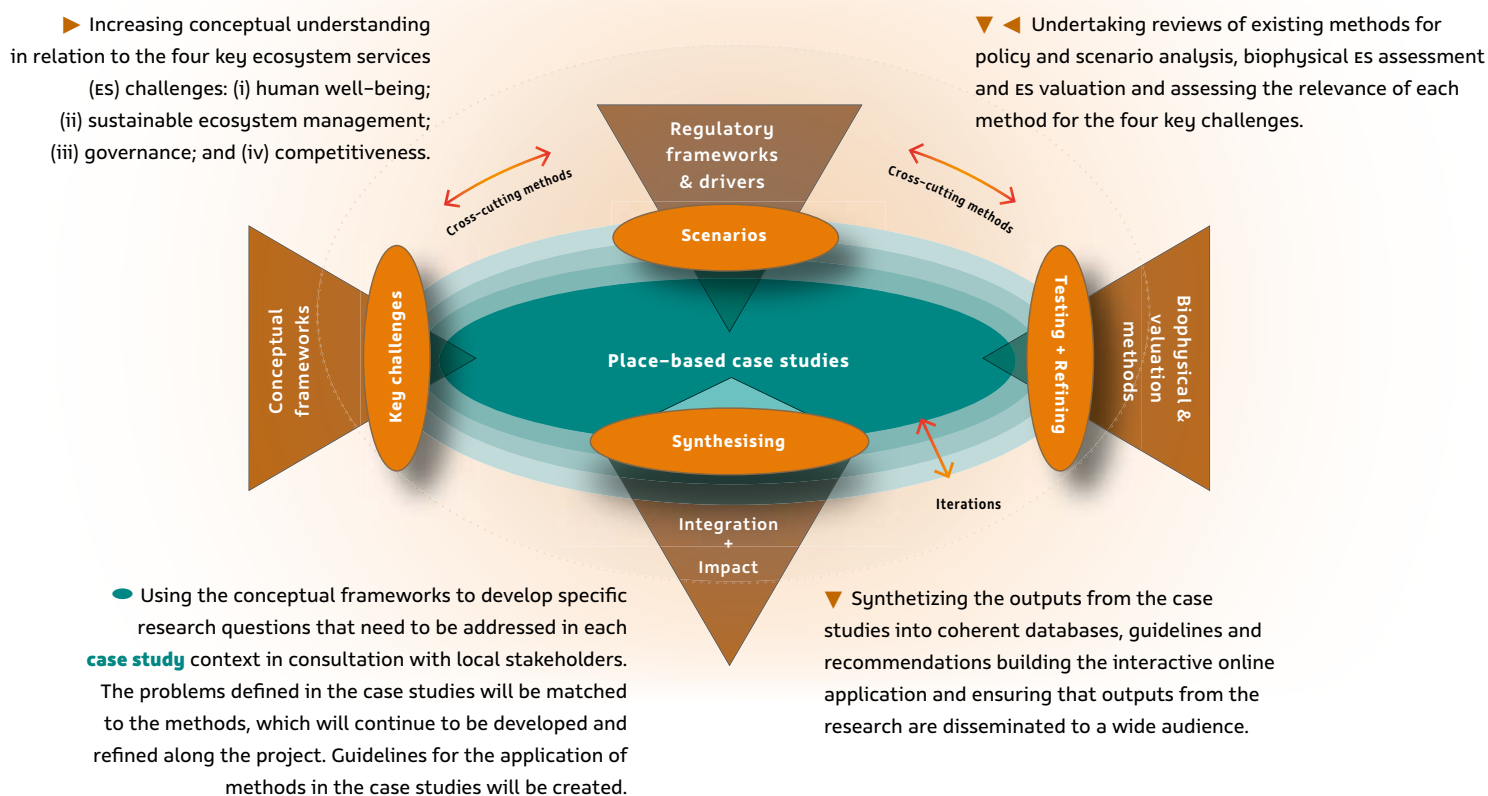 Increasing conceptual understanding
in relation to the four key ecosystem services
(ES) challenges: (i) human well-being;
(ii) sustainable ecosystem management;
(iii) governance; and (iv) competitiveness.
Undertaking reviews of existing methods for
policy and scenario analysis, biophysical ES assessment
and ES valuation and assessing the relevance of each
method for the four key challenges.
Regulatory
frameworks
& drivers
Cross-cutting methods
Cross-cutting methods
Scenarios
Conceptual
frameworks
Key challenges
Place-based case studies
Testing + Refining
Biophysical &
valuation
methods
Synthesising
Iterations
Integration
+
Impact
Using the conceptual frameworks to develop specific
research questions that need to be addressed in each
case study context in consultation with local stakeholders.
The problems defined in the case studies will be matched
to the methods, which will continue to be developed and
refined along the project. Guidelines for the application of
methods in the case studies will be created.
Synthetizing the outputs from the case
studies into coherent databases, guidelines and
recommendations building the interactive online
application and ensuring that outputs from the
research are disseminated to a wide audience.